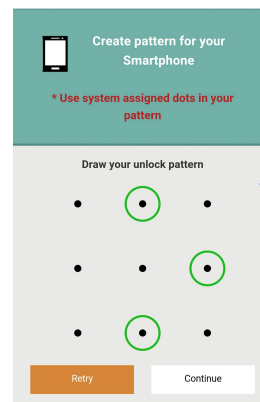 Create pattern for your
Smartphone
* Use system assigned dots in your
pattern
Draw your unlock pattern
Retry
Continue